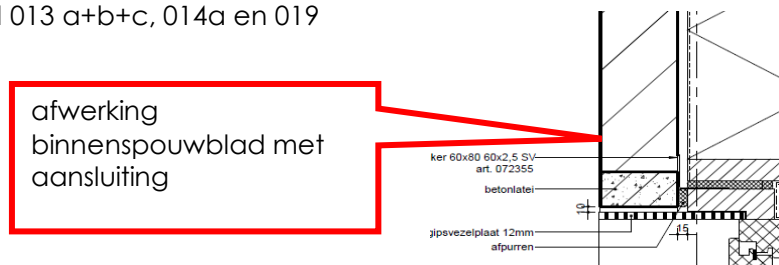 013 a+b+c, 014a en 019
afwerking
binnenspouwblad met
aansluiting
ker 60x80 60x2,5 SV
art. 072355
betonlatei
10
gipsvezelplaat 12mm
15
afpurren